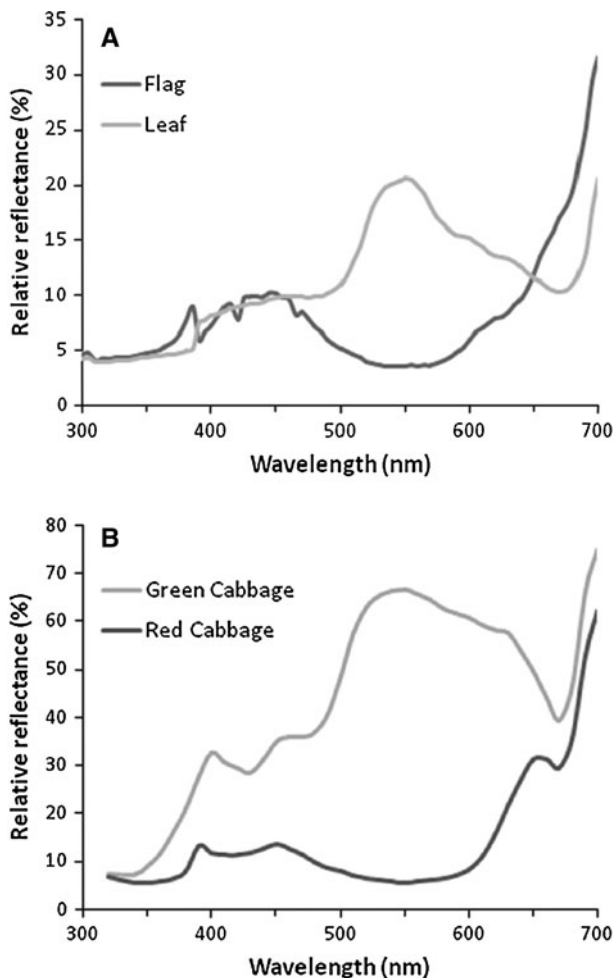 A
Flag
Leaf
Relative reflectance (%)
35
30
25
20
15
10
5
0
300
400
500
600
700
Wavelength (nm)
B
Green Cabbage
Red Cabbage
Relative reflectance (%)
80
70
60
50
40
30
20
10
0
300
400
500
600
700
Wavelength (nm)